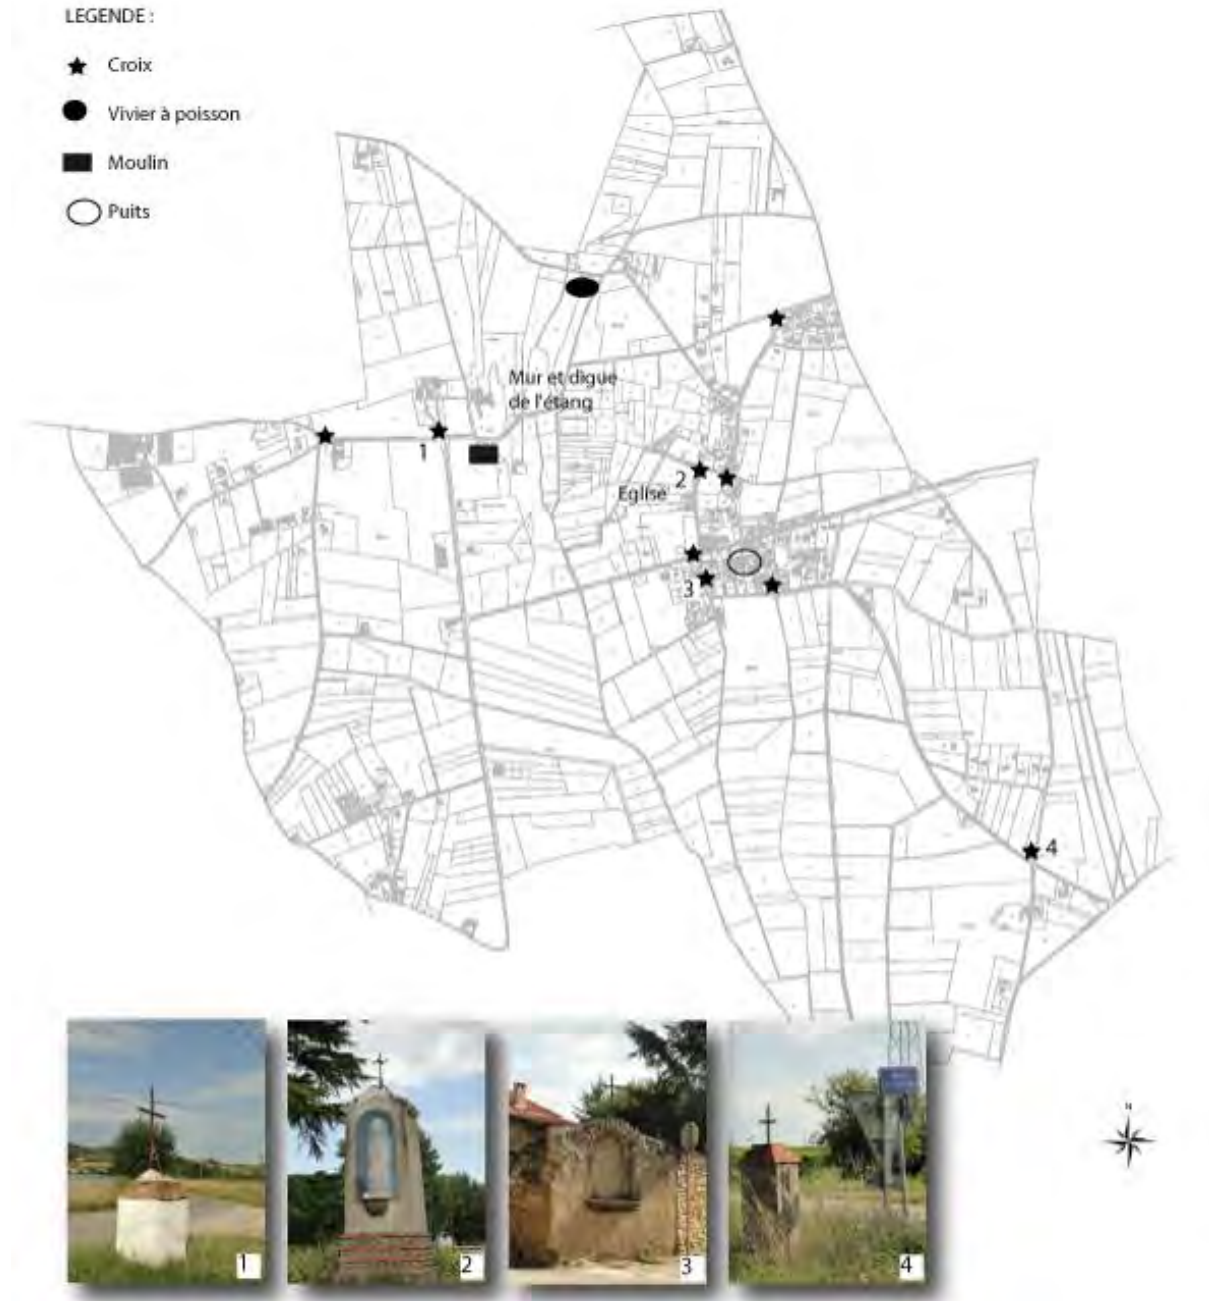 LEGENDE :
Croix
Vivier à poisson
Moulin
Puits
Mur et digue
de l'étang
1
2
Eglise
3
4
N
1
2
3
4